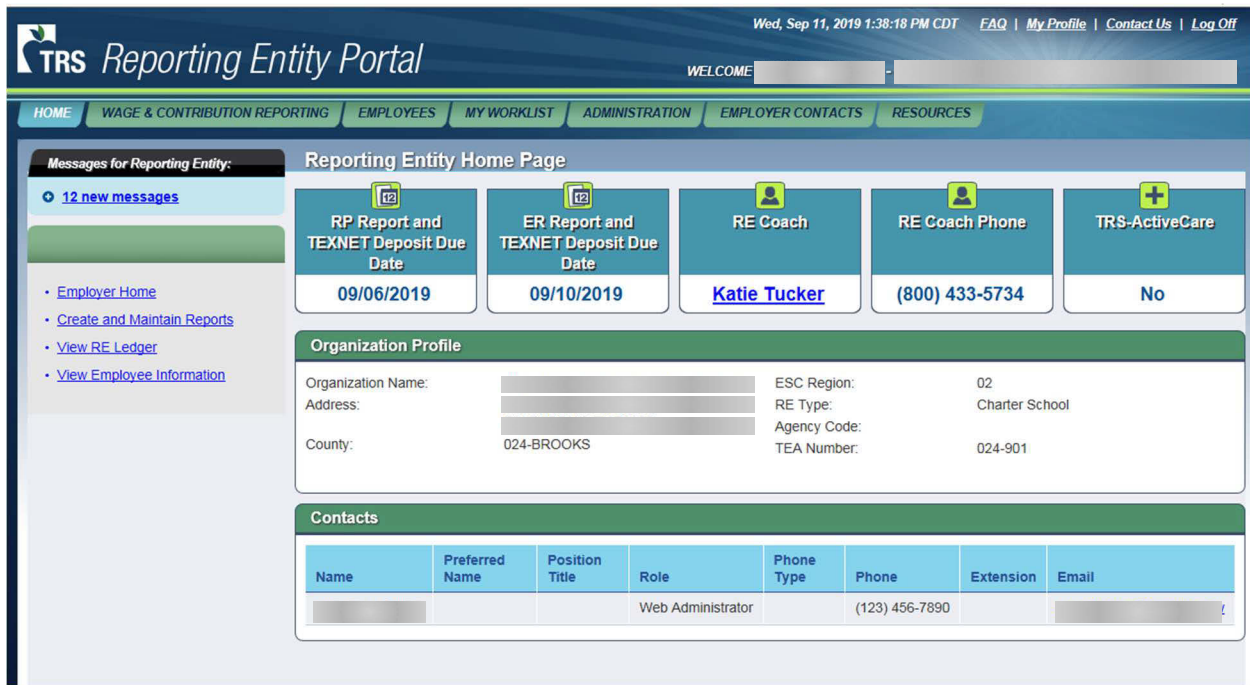 Wed, Sep 11, 2019 1:38:18 PM CDT FAQ | My Profile | Contact Us | Log Off
TRS Reporting Entity Portal
WELCOME -
HOME WAGE & CONTRIBUTION REPORTING EMPLOYEES MY WORKLIST ADMINISTRATION EMPLOYER CONTACTS RESOURCES
Messages for Reporting Entity:
12 new messages
Employer Home
Create and Maintain Reports
View RE Ledger
View Employee Information
Reporting Entity Home Page
12
RP Report and
TEXNET Deposit Due
Date
09/06/2019
12
ER Report and
TEXNET Deposit Due
Date
09/10/2019
RE Coach
Katie Tucker
RE Coach Phone
(800) 433-5734
TRS-ActiveCare
No
Organization Profile
Organization Name:
Address:
County: 024-BROOKS
ESC Region: 02
RE Type: Charter School
Agency Code:
TEA Number: 024-901
Contacts
Name Preferred Name Position Title Role Phone Type Phone Extension Email
Web Administrator (123) 456-7890